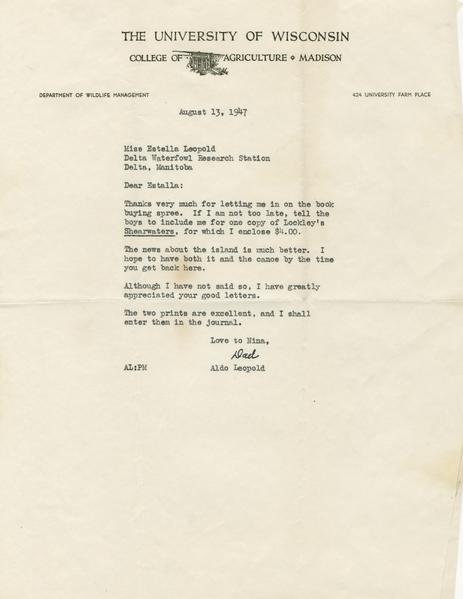 THE UNIVERSITY OF WISCONSIN
COLLEGE OF AGRICULTURE MADISON
DEPARTMENT OF WILDLIFE MANAGEMENT 424 UNIVERSITY FARM PLACE
August 13, 1947
Miss Estella Leopold
Delta Waterfowl Research Station
Delta, Manitoba
Dear Estalla:
Thanks very much for letting me in on the book
buying spree. If I am not too late, tell the
boys to include me for one copy of Lockley's
Shearwaters, for which I enclose $4.00.
The news about the island is much better. I
hope to have both it and the canoe by the time
you get back here.
Although I have not said so, I have greatly
appreciated your good letters.
The two prints are excellent, and I shall
enter them in the journal.
Love to Nina,
Dad
AL:PM Aldo Leopold